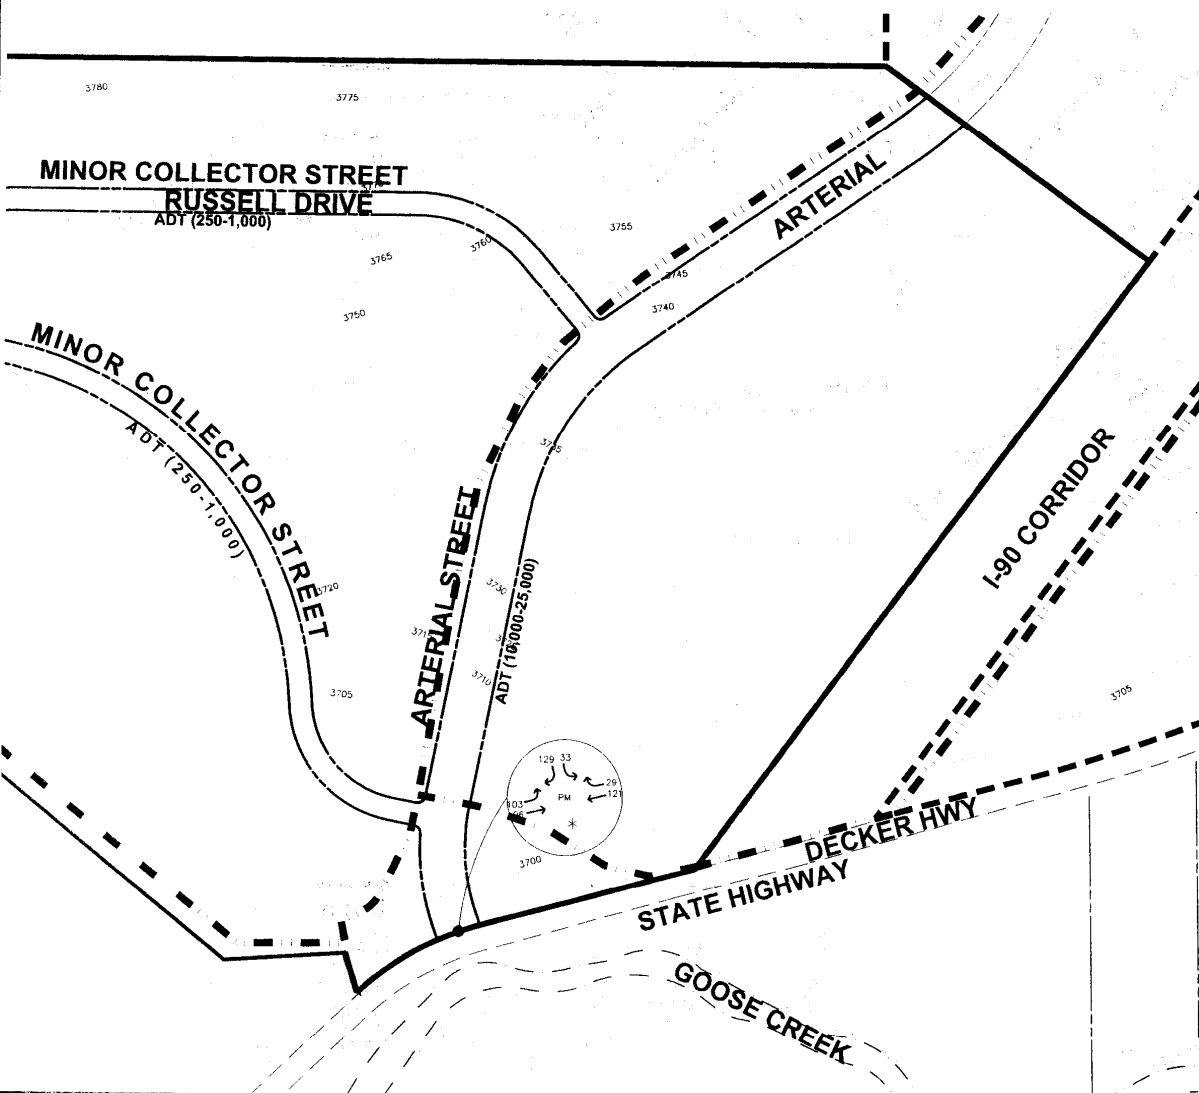 3780
3775
MINOR COLLECTOR STREET
RUSSELL DRIVE
ADT (250-1,000)
3755
3760
3765
3750
ARTERIAL
3745
3740
MINOR COLLECTOR STREET
ADT (250-1,000)
I-90 CORRIDOR
ARTERIAL STREET
ADT (10,000-25,000)
3730
3720
3710
3705
3705
129 33
29
121
PM
103
3700
DECKER HWY
STATE HIGHWAY
GOOSE CREEK